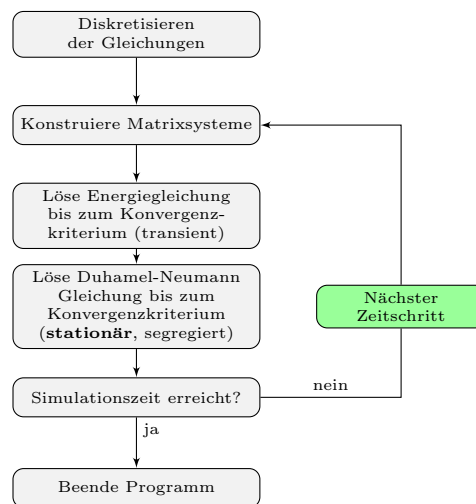 Diskretisieren
der Gleichungen
Konstruiere Matrixsysteme
Löse Energiegleichung
bis zum Konvergenz-
kriterium (transient)
Löse Duhamel-Neumann
Gleichung bis zum
Konvergenzkriterium
(stationär, segregiert)
Nächster
Zeitschritt
Simulationszeit erreicht?
nein
ja
Beende Programm